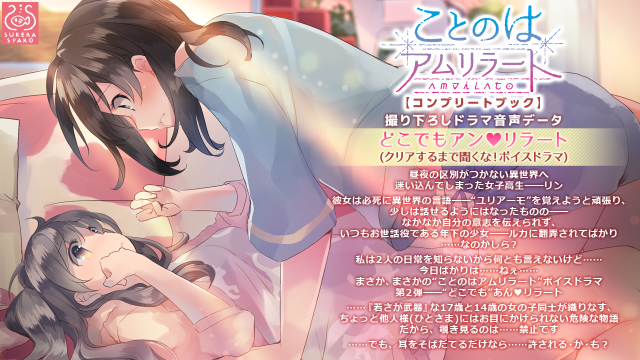 SUKERA SPARO
ことのは
アムリラート
AMRILATO
【コンプリートブック】
撮り下ろしドラマ音声データ
どこでもアン♥リラート
(クリアするまで聞くな!ボイスドラマ)
昼夜の区別がつかない異世界へ
迷い込んでしまった女子高生――リン
彼女は必死に異世界の言語――“ユリアーモ”を覚えようと頑張り、
少しは話せるようにはなったものの――
なかなか自分の意志を伝えられず、
いつもお世話役である年下の少女――ルカに翻弄されてばかり
……なのかしら?
私は2人の日常を知らないから何とも言えないけど……
今日ばかりは……ねぇ……
まさか、まさかの“ことのはアムリラート”ボイスドラマ
第2弾――“どこでも”あん♥リラート
……『若さが武器』な17歳と14歳の女の子同士が織りなす、
ちょっと他人様(ひとさま)にはお目にかけられない危険な物語
だから、覗き見るのは……禁止です
……でも、耳をそばだてるだけなら……許される・か・も?